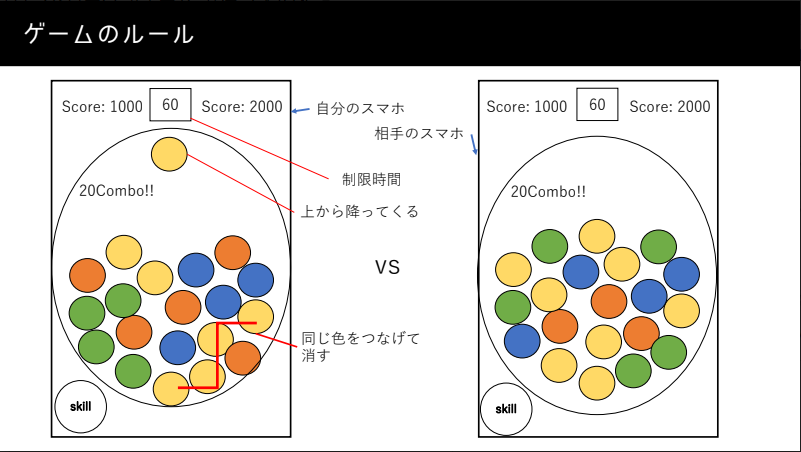 ゲームのルール
Score: 1000
60
Score: 2000
自分のスマホ
相手のスマホ
20Combo!!
制限時間
上から降ってくる
VS
同じ色をつなげて
消す
skill
Score: 1000
60
Score: 2000
20Combo!!
skill